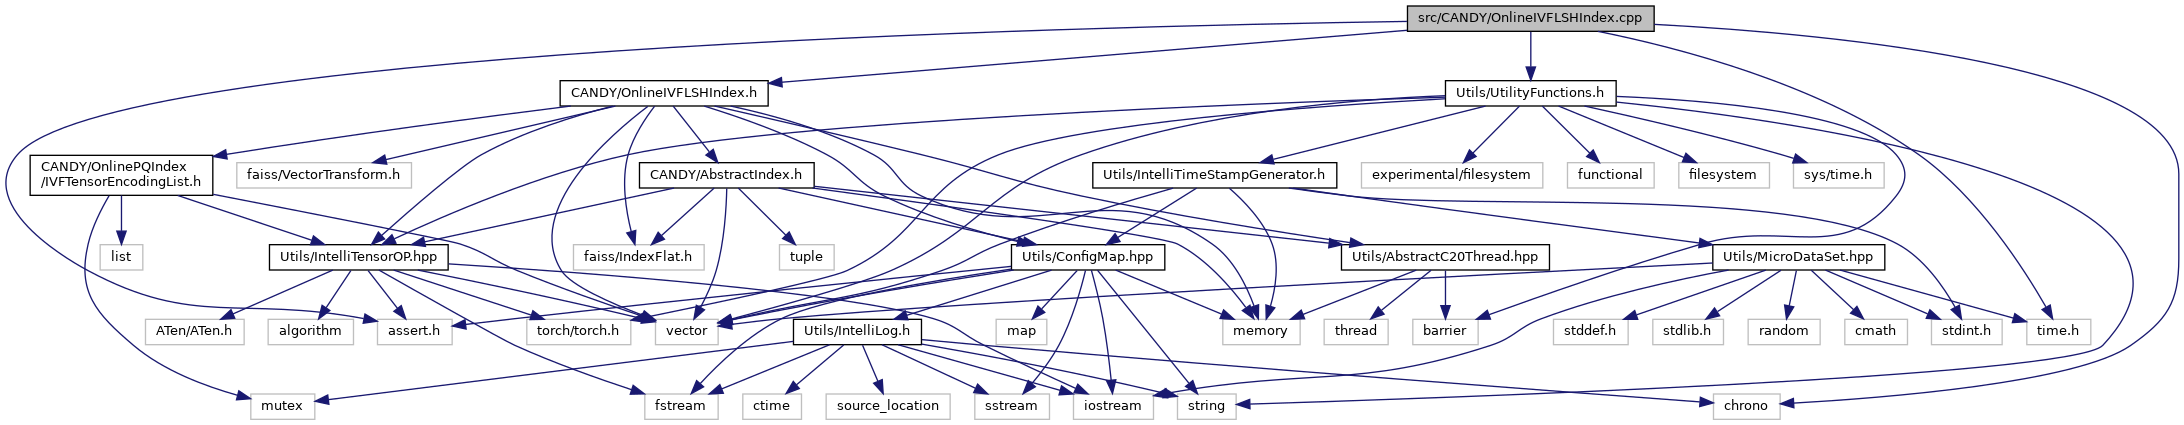 src/CANDY/OnlineIVFLSHIndex.cpp
CANDY/OnlineIVFLSHIndex.h
Utils/UtilityFunctions.h
CANDY/OnlinePQIndex
/IVFTensorEncodingList.h
faiss/VectorTransform.h
CANDY/AbstractIndex.h
Utils/IntelliTimeStampGenerator.h
experimental/filesystem
functional
filesystem
sys/time.h
list
Utils/IntelliTensorOP.hpp
faiss/IndexFlat.h
tuple
Utils/ConfigMap.hpp
Utils/AbstractC20Thread.hpp
Utils/MicroDataSet.hpp
ATen/ATen.h
algorithm
assert.h
torch/torch.h
vector
Utils/IntelliLog.h
map
memory
thread
barrier
stddef.h
stdlib.h
random
cmath
stdint.h
time.h
mutex
fstream
ctime
source_location
sstream
iostream
string
chrono